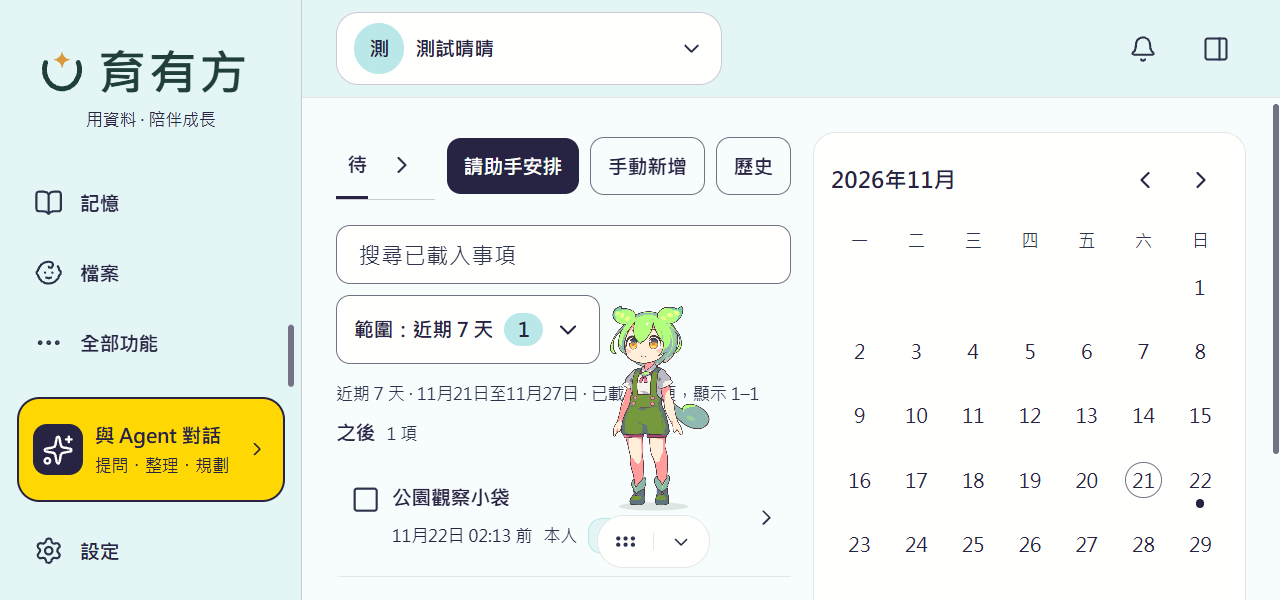 育有方
用資料·陪伴成長
記憶
檔案
全部功能
與 Agent 對話
提問·整理·規劃
設定
測 測試晴晴
待
請助手安排
手動新增
歷史
搜尋已載入事項
範圍：近期 7 天 1
近期 7 天 · 11月21日至11月27日 · 已載 ，顯示 1–1
之後 1 項
公園觀察小袋
11月22日 02:13 前 本人
2026年11月
一 二 三 四 五 六 日
1
2 3 4 5 6 7 8
9 10 11 12 13 14 15
16 17 18 19 20 21 22
23 24 25 26 27 28 29